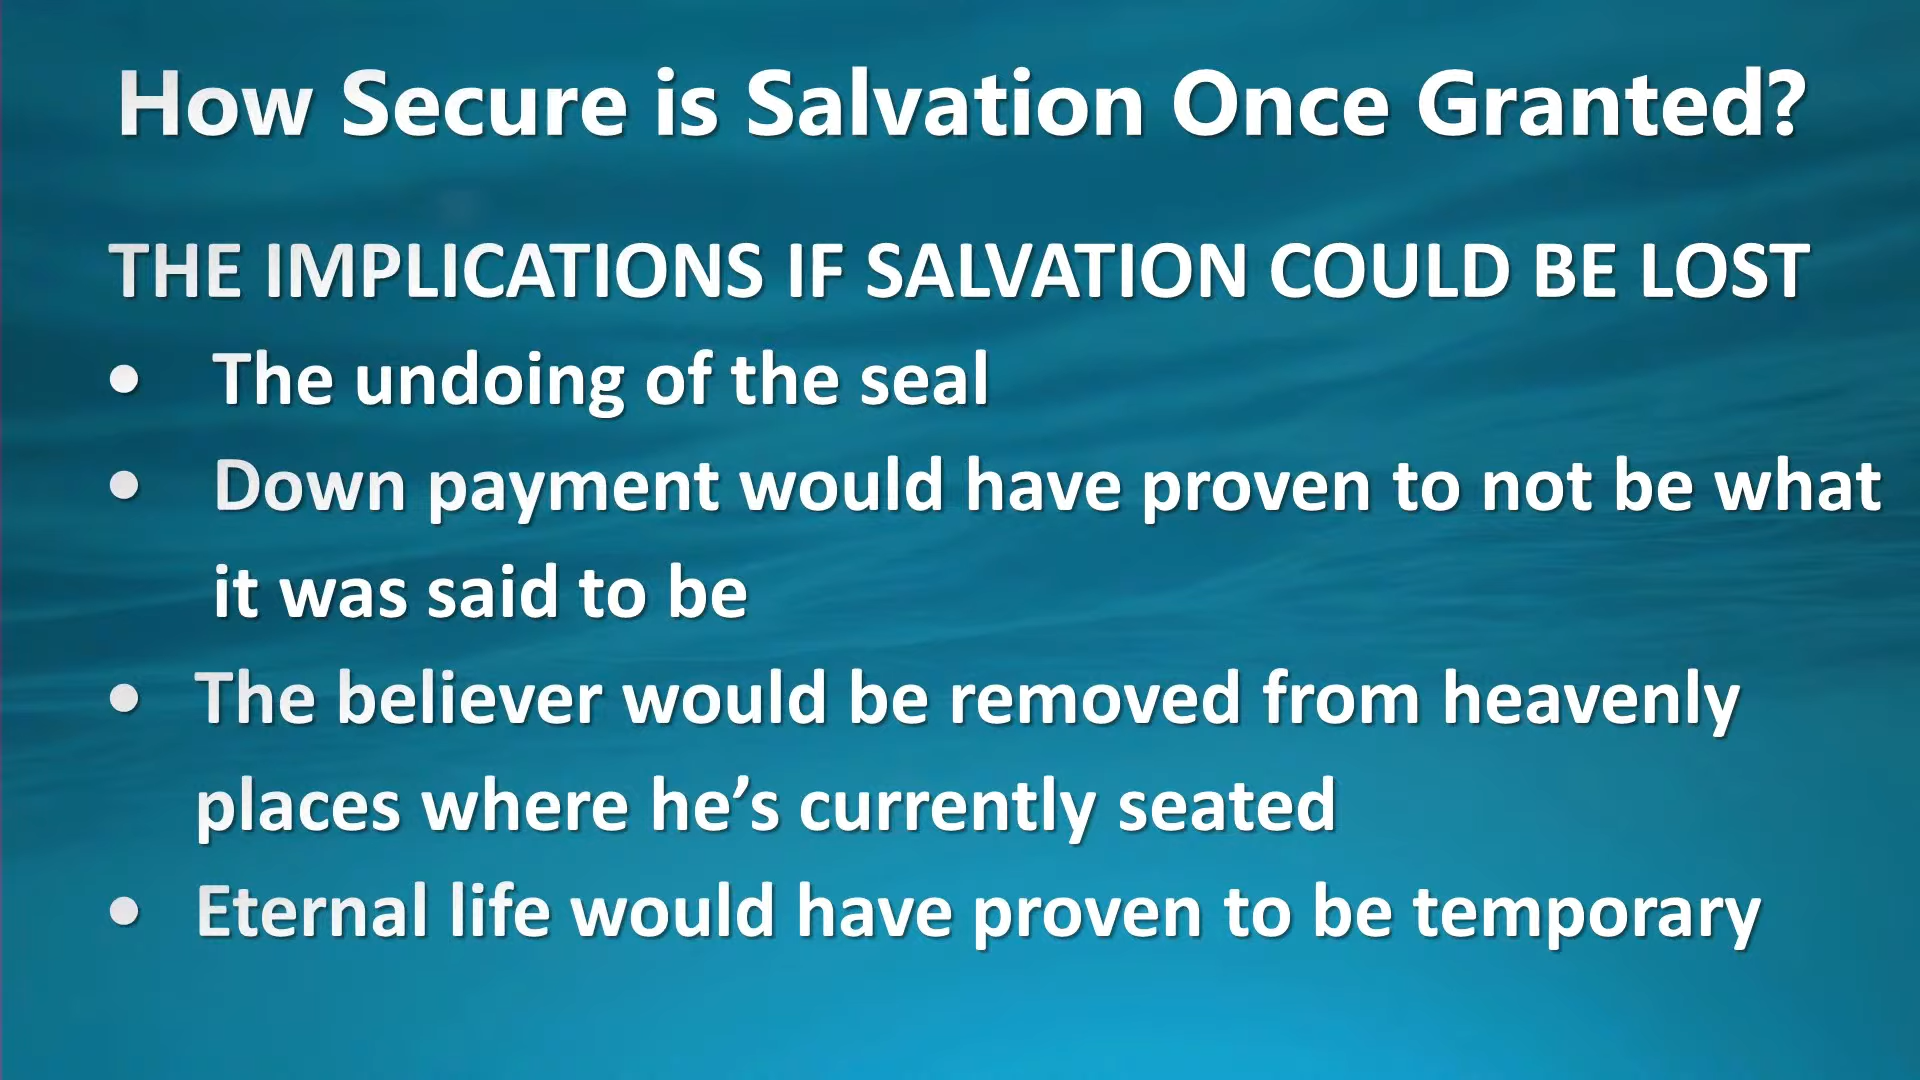 How Secure is Salvation Once Granted?
THE IMPLICATIONS IF SALVATION COULD BE LOST
• The undoing of the seal
• Down payment would have proven to not be what
it was said to be
• The believer would be removed from heavenly
places where he’s currently seated
• Eternal life would have proven to be temporary